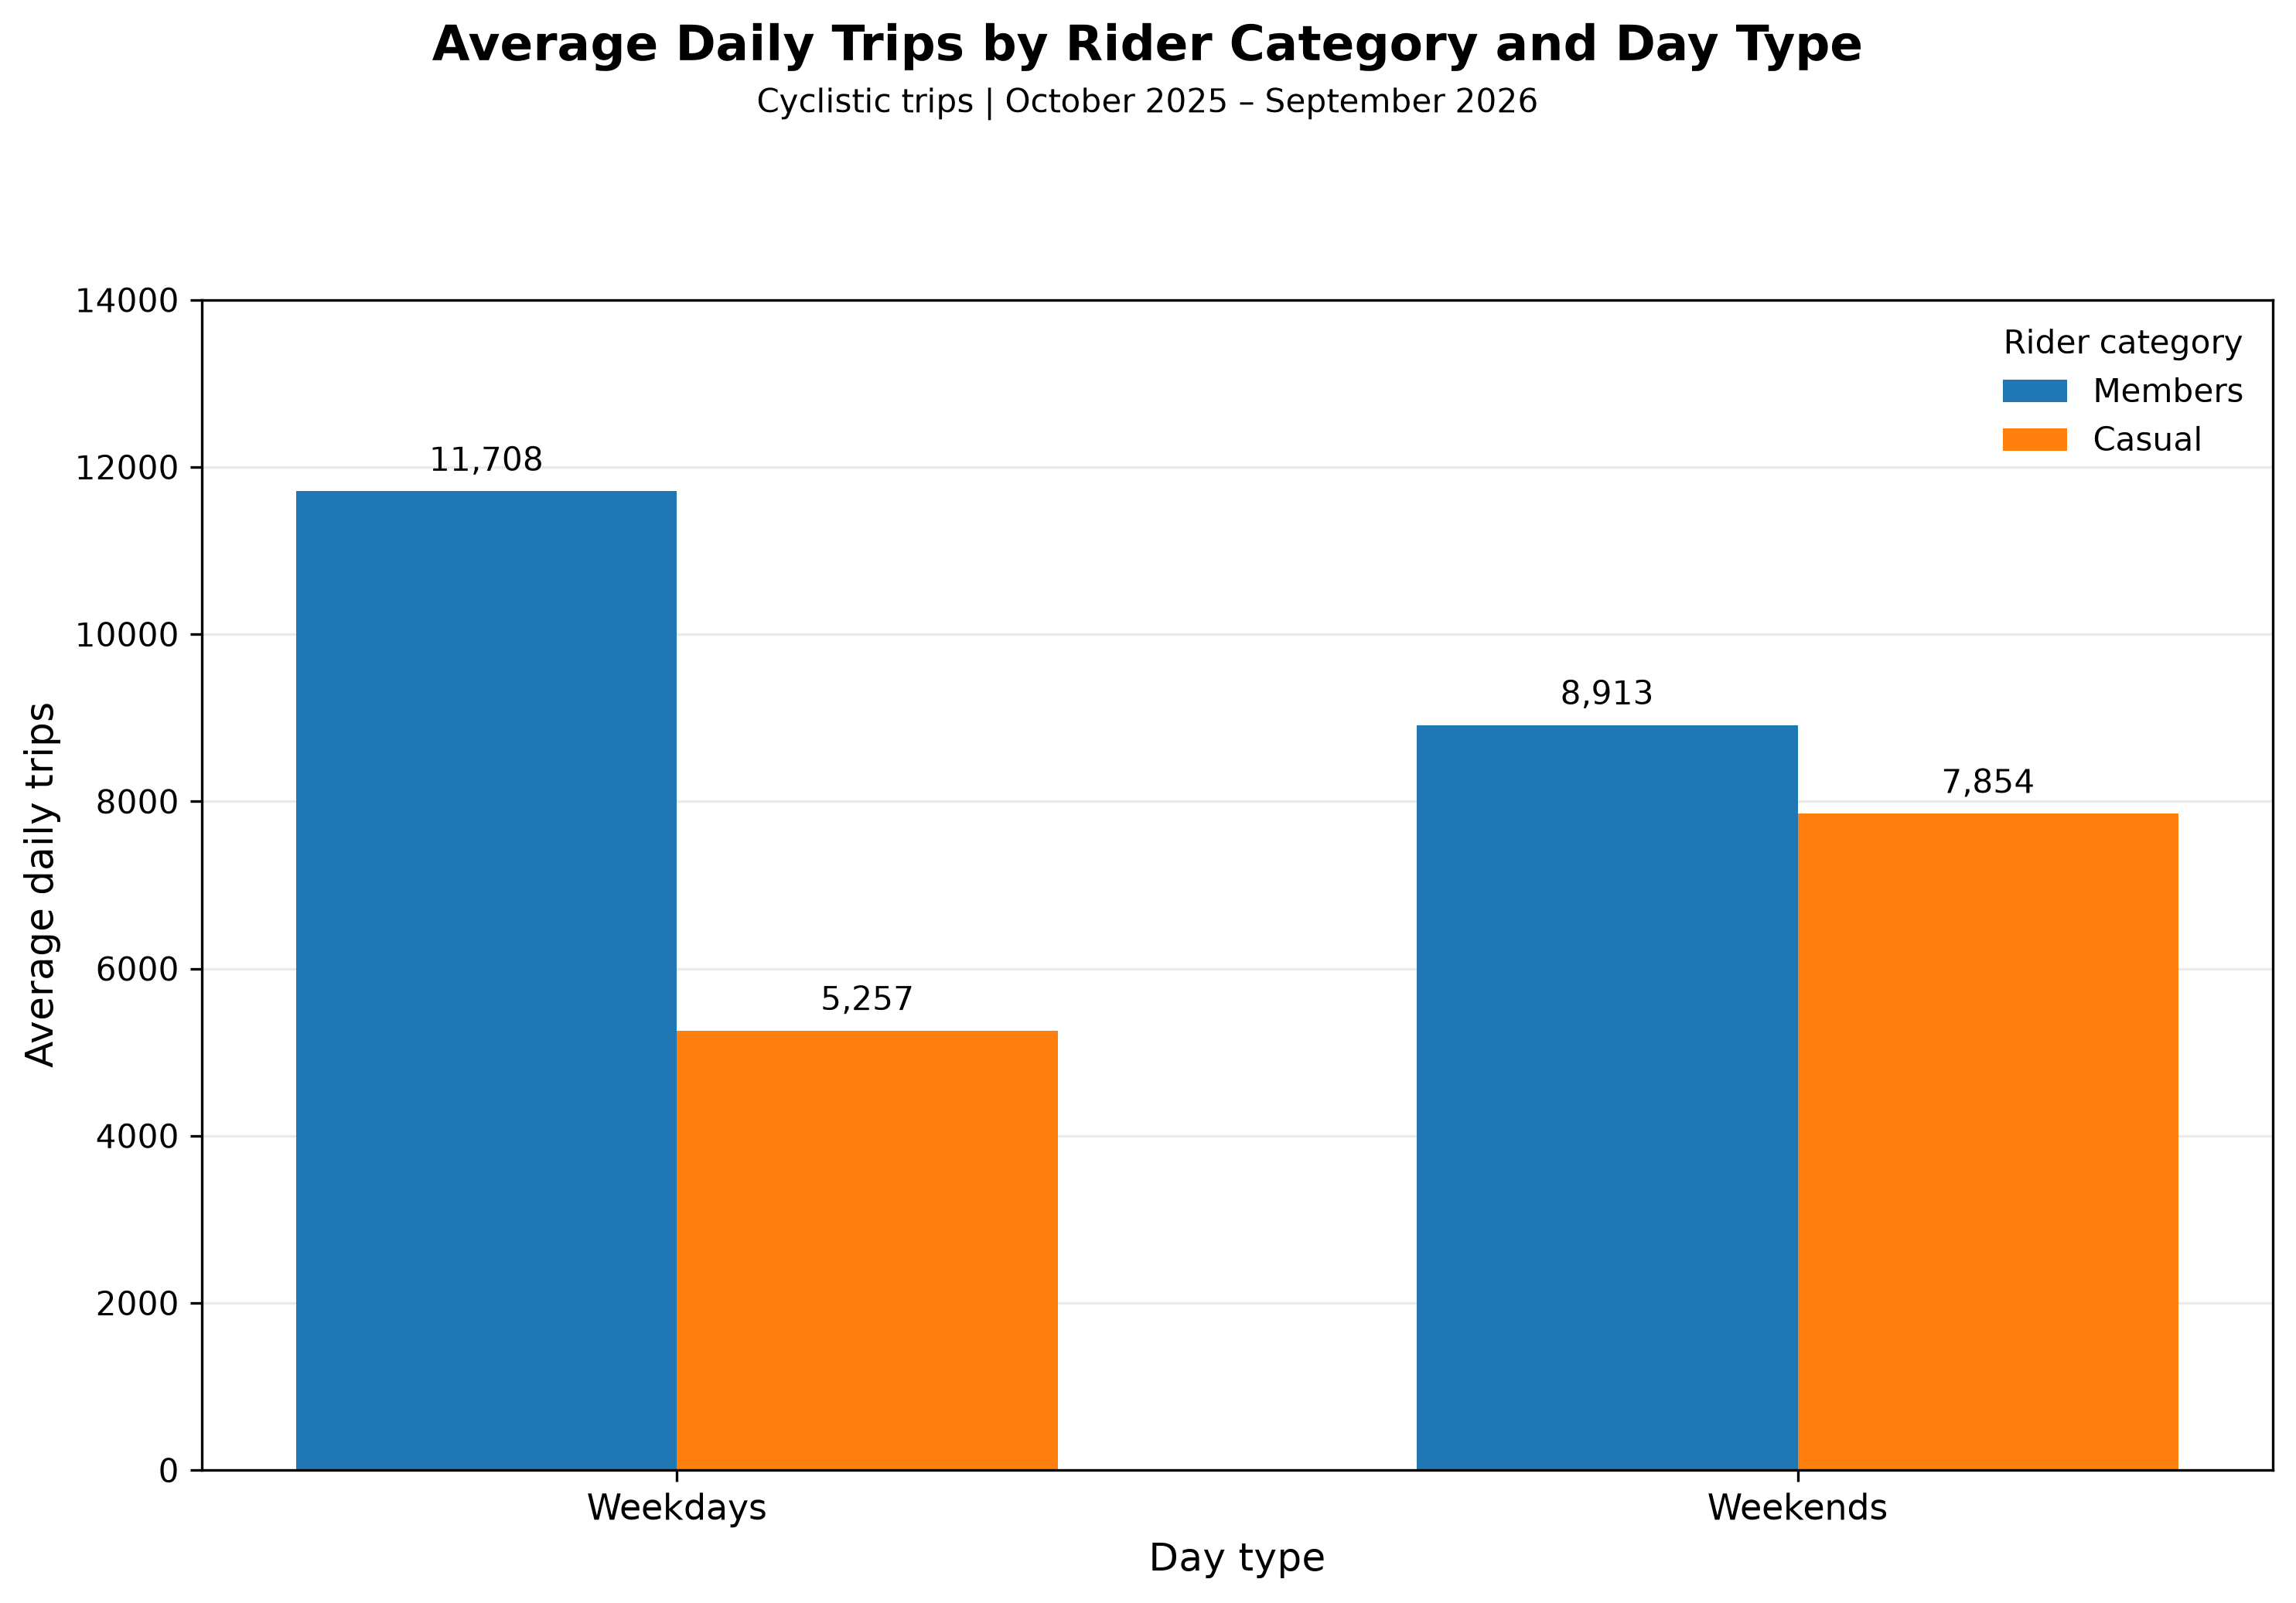 Average Daily Trips by Rider Category and Day Type
Cyclistic trips | October 2025 – September 2026
14000
12000
10000
8000
6000
4000
2000
0
Average daily trips
Rider category
Members
Casual
11,708
5,257
8,913
7,854
Weekdays
Weekends
Day type